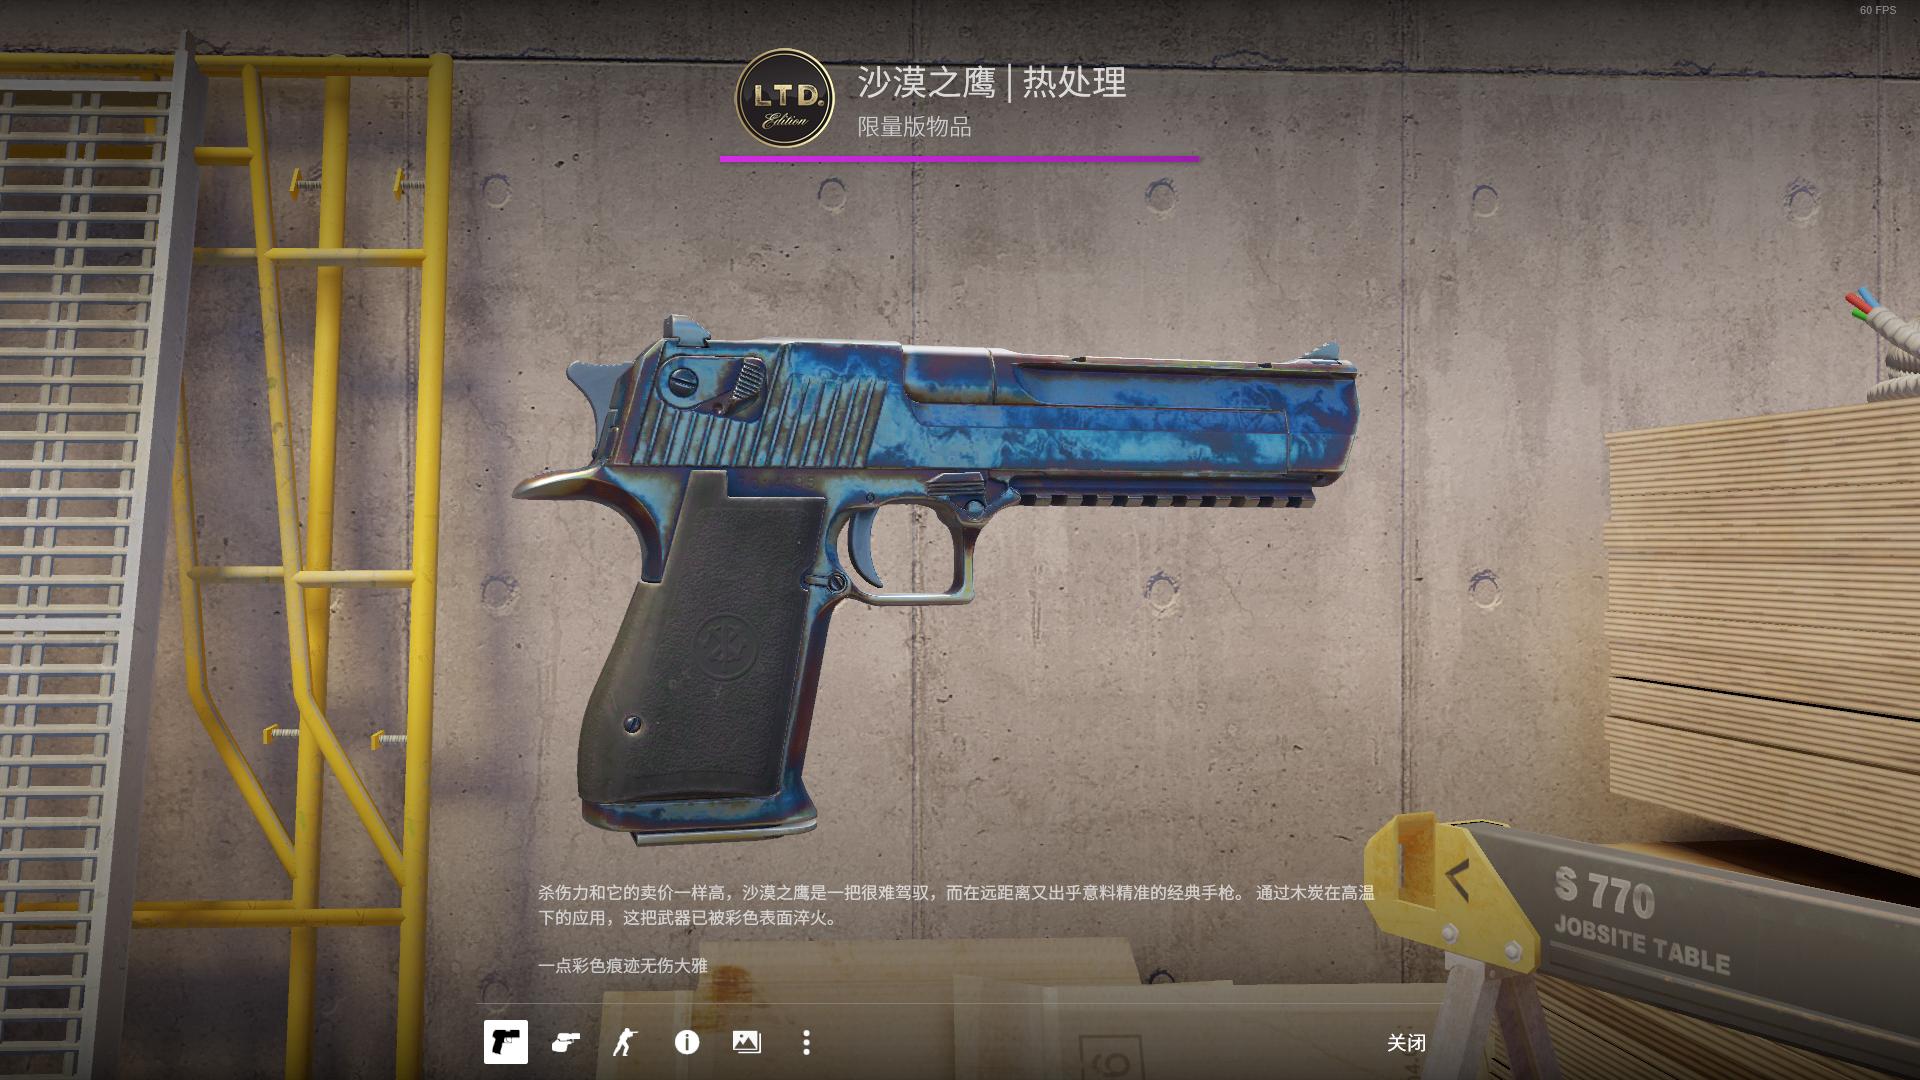 60 FPS
LTD.
Edition
沙漠之鹰 | 热处理
限量版物品
杀伤力和它的卖价一样高，沙漠之鹰是一把很难驾驭，而在远距离又出乎意料精准的经典手枪。 通过木炭在高温
下的应用，这把武器已被彩色表面淬火。
一点彩色痕迹无伤大雅
S 770
JOBSITE TABLE
关闭